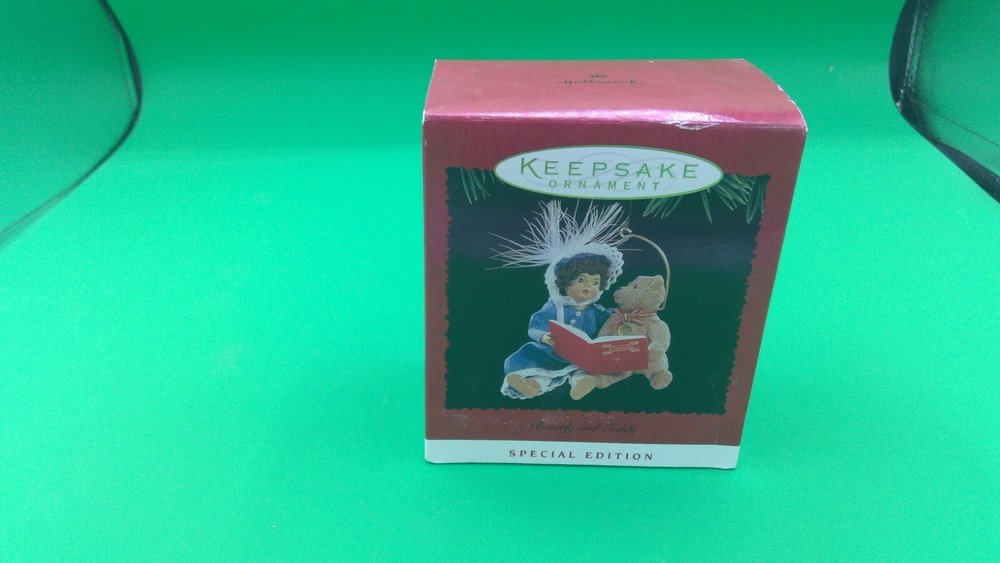 Hallmark
KEEPSAKE
ORNAMENT
Beverly and Teddy
SPECIAL EDITION